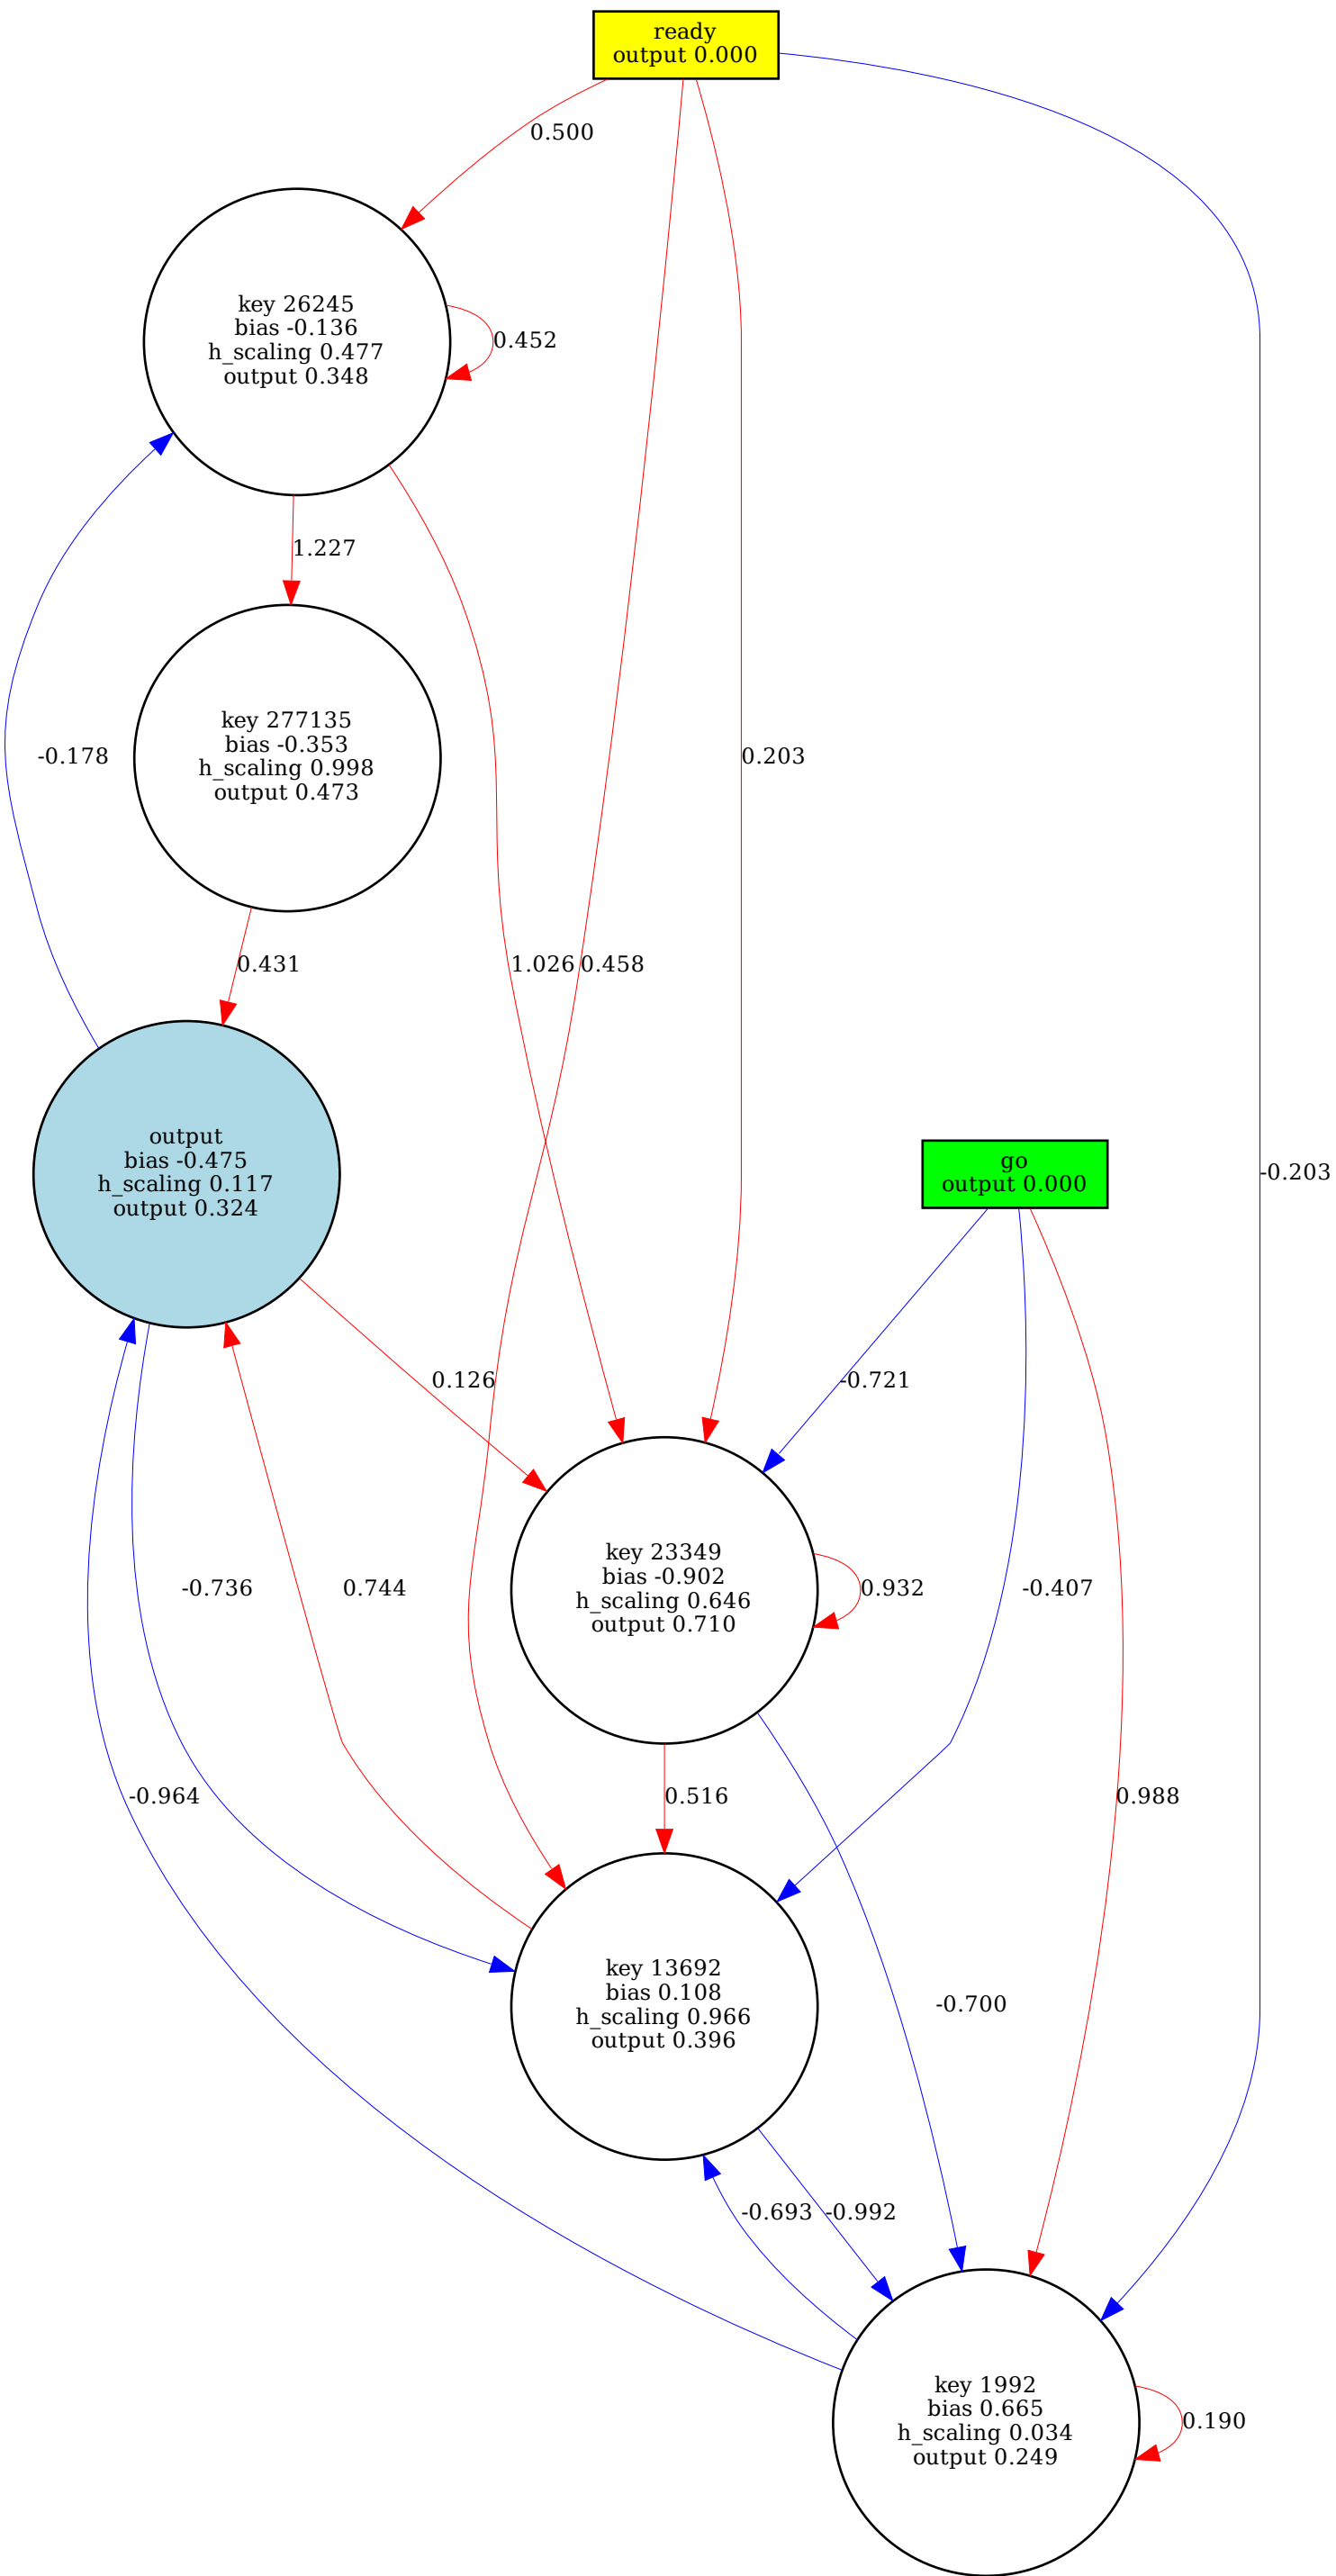 ready
output 0.000
0.500
key 26245
bias -0.136
h_scaling 0.477
output 0.348
0.452
1.227
key 277135
bias -0.353
h_scaling 0.998
output 0.473
-0.178
0.203
0.431
1.026
0.458
output
bias -0.475
h_scaling 0.117
output 0.324
go
output 0.000
-0.203
0.126
-0.721
key 23349
bias -0.902
h_scaling 0.646
output 0.710
-0.736
0.744
0.932
-0.407
-0.964
0.516
0.988
key 13692
bias 0.108
h_scaling 0.966
output 0.396
-0.700
-0.693
-0.992
key 1992
bias 0.665
h_scaling 0.034
output 0.249
0.190